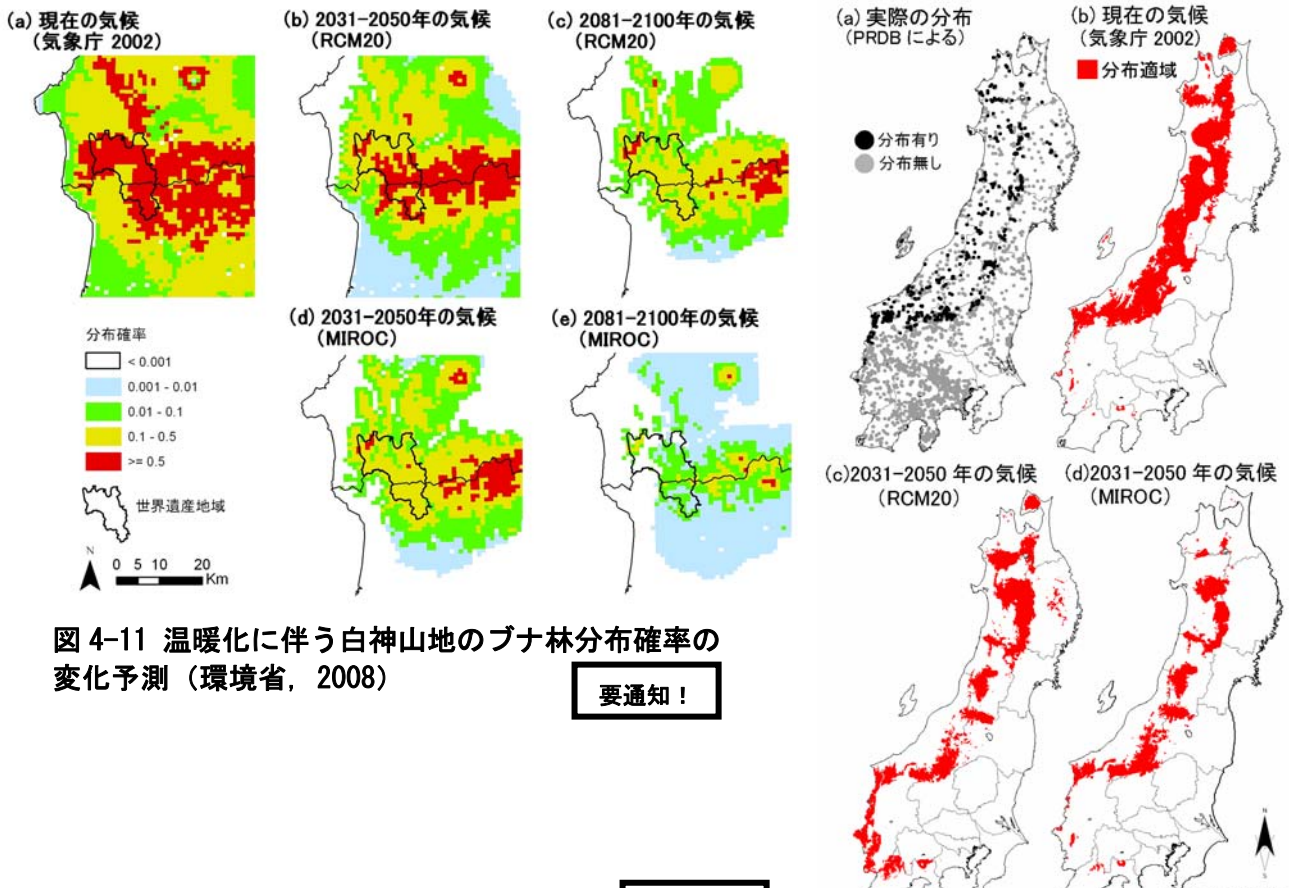 (a) 現在の気候
(気象庁 2002)
(b) 2031-2050年の気候
(RCM20)
(c) 2081-2100年の気候
(RCM20)
(d) 2031-2050年の気候
(MIROC)
(e) 2081-2100年の気候
(MIROC)
分布確率
< 0.001
0.001 - 0.01
0.01 - 0.1
0.1 - 0.5
>= 0.5
世界遺産地域
N
0 5 10 20
Km
図 4-11 温暖化に伴う白神山地のブナ林分布確率の
変化予測（環境省, 2008）
要通知！
(a) 実際の分布
(PRDB による)
分布有り
分布無し
(b) 現在の気候
(気象庁 2002)
分布適域
(c)2031-2050 年の気候
(RCM20)
(d)2031-2050 年の気候
(MIROC)
N
S